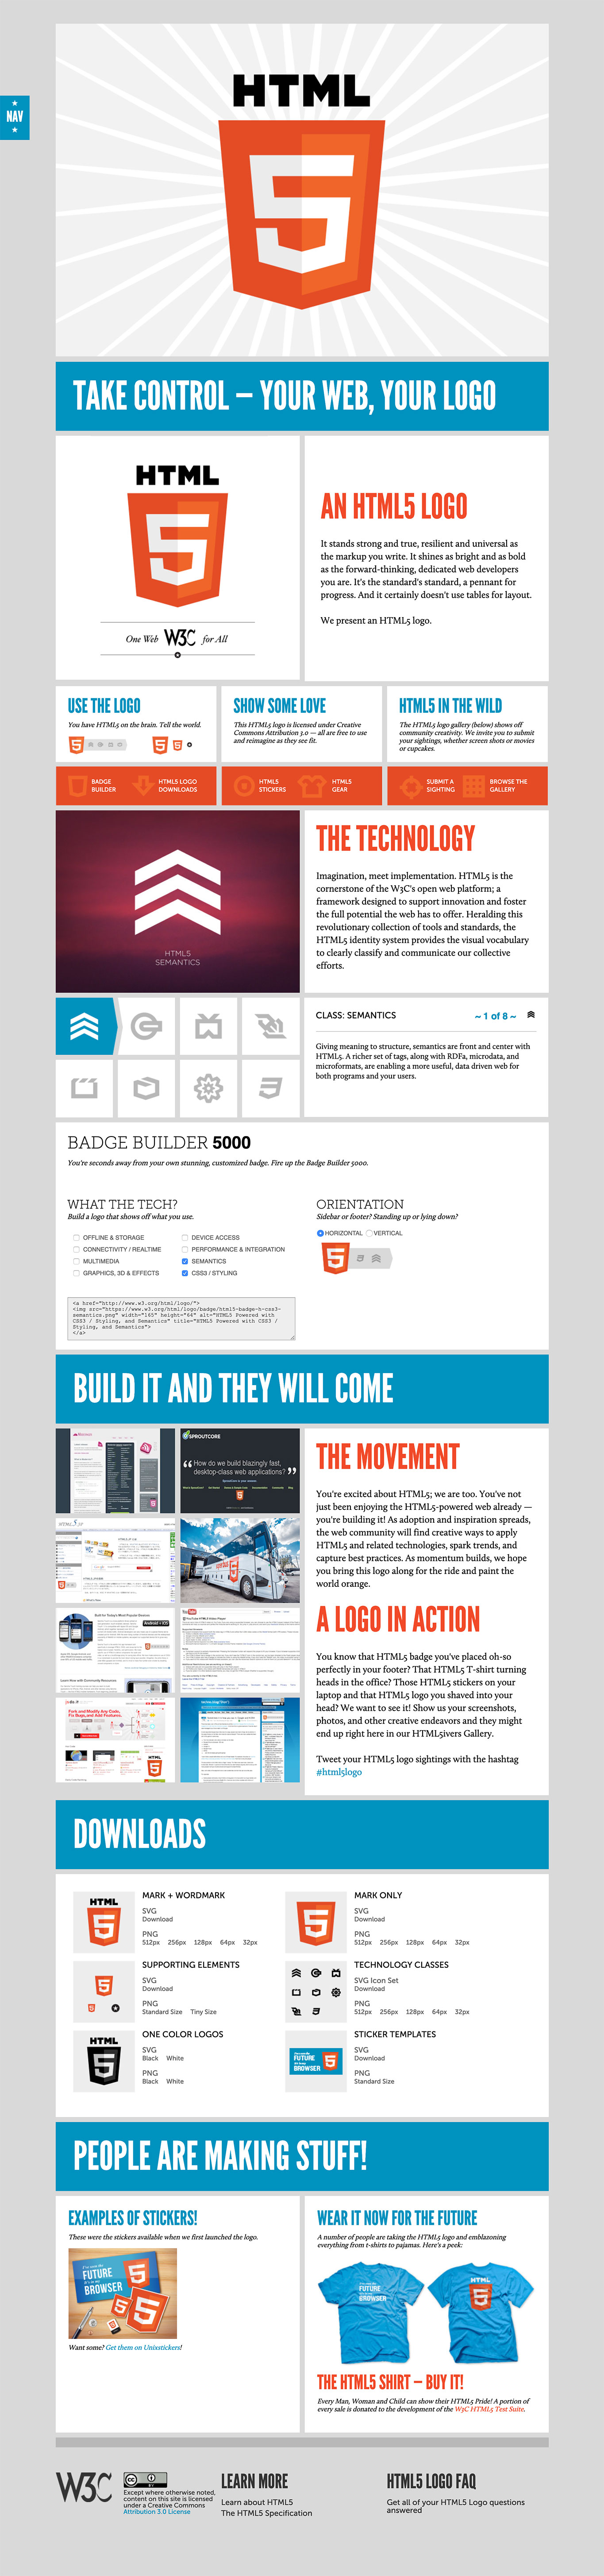 NAV
HTML
5
TAKE CONTROL – YOUR WEB, YOUR LOGO
HTML
5
One Web W3C for All
AN HTML5 LOGO
It stands strong and true, resilient and universal as
the markup you write. It shines as bright and as bold
as the forward-thinking, dedicated web developers
you are. It's the standard's standard, a pennant for
progress. And it certainly doesn't use tables for layout.
We present an HTML5 logo.
USE THE LOGO
You have HTML5 on the brain. Tell the world.
SHOW SOME LOVE
This HTML5 logo is licensed under Creative
Commons Attribution 3.0 — all are free to use
and reimagine as they see fit.
HTML5 IN THE WILD
The HTML5 logo gallery (below) shows off
community creativity. We invite you to submit
your sightings, whether screen shots or movies
or cupcakes.
BADGE
BUILDER
HTML5 LOGO
DOWNLOADS
HTML5
STICKERS
HTML5
GEAR
SUBMIT A
SIGHTING
BROWSE THE
GALLERY
HTML5
SEMANTICS
THE TECHNOLOGY
Imagination, meet implementation. HTML5 is the
cornerstone of the W3C's open web platform; a
framework designed to support innovation and foster
the full potential the web has to offer. Heralding this
revolutionary collection of tools and standards, the
HTML5 identity system provides the visual vocabulary
to clearly classify and communicate our collective
efforts.
CLASS: SEMANTICS
~ 1 of 8 ~
Giving meaning to structure, semantics are front and center with
HTML5. A richer set of tags, along with RDFa, microdata, and
microformats, are enabling a more useful, data driven web for
both programs and your users.
BADGE BUILDER 5000
You're seconds away from your own stunning, customized badge. Fire up the Badge Builder 5000.
WHAT THE TECH?
Build a logo that shows off what you use.
OFFLINE & STORAGE
CONNECTIVITY / REALTIME
MULTIMEDIA
GRAPHICS, 3D & EFFECTS
DEVICE ACCESS
PERFORMANCE & INTEGRATION
SEMANTICS
CSS3 / STYLING
ORIENTATION
Sidebar or footer? Standing up or lying down?
HORIZONTAL VERTICAL
<a href="http://www.w3.org/html/logo/">
<img src="https://www.w3.org/html/logo/badge/html5-badge-h-css3-
semantics.png" width="165" height="64" alt="HTML5 Powered with
CSS3 / Styling, and Semantics" title="HTML5 Powered with CSS3 /
Styling, and Semantics">
</a>
BUILD IT AND THEY WILL COME
SPROUTCORE
"How do we build blazingly fast,
desktop-class web applications?"
Built for Today's Most Popular Devices
Android + iOS
Fork and Modify Any Code,
THE MOVEMENT
You're excited about HTML5; we are too. You've not
just been enjoying the HTML5-powered web already —
you're building it! As adoption and inspiration spreads,
the web community will find creative ways to apply
HTML5 and related technologies, spark trends, and
capture best practices. As momentum builds, we hope
you bring this logo along for the ride and paint the
world orange.
A LOGO IN ACTION
You know that HTML5 badge you've placed oh-so
perfectly in your footer? That HTML5 T-shirt turning
heads in the office? Those HTML5 stickers on your
laptop and that HTML5 logo you shaved into your
head? We want to see it! Show us your screenshots,
photos, and other creative endeavors and they might
end up right here in our HTML5ivers Gallery.
Tweet your HTML5 logo sightings with the hashtag
#html5logo
DOWNLOADS
HTML
MARK + WORDMARK
SVG
Download
PNG
512px 256px 128px 64px 32px
MARK ONLY
SVG
Download
PNG
512px 256px 128px 64px 32px
SUPPORTING ELEMENTS
SVG
Download
PNG
Standard Size Tiny Size
TECHNOLOGY CLASSES
SVG Icon Set
Download
PNG
512px 256px 128px 64px 32px
HTML
ONE COLOR LOGOS
SVG
Black White
PNG
Black White
FUTURE
BROWSER
STICKER TEMPLATES
SVG
Download
PNG
Standard Size
PEOPLE ARE MAKING STUFF!
EXAMPLES OF STICKERS!
These were the stickers available when we first launched the logo.
FUTURE
BROWSER
Want some? Get them on Unixstickers!
WEAR IT NOW FOR THE FUTURE
A number of people are taking the HTML5 logo and emblazoning
everything from t-shirts to pajamas. Here's a peek:
FUTURE
BROWSER
HTML
5
THE HTML5 SHIRT – BUY IT!
Every Man, Woman and Child can show their HTML5 Pride! A portion of
every sale is donated to the development of the W3C HTML5 Test Suite.
W3C
CC BY
Except where otherwise noted,
content on this site is licensed
under a Creative Commons
Attribution 3.0 License
LEARN MORE
Learn about HTML5
The HTML5 Specification
HTML5 LOGO FAQ
Get all of your HTML5 Logo questions
answered